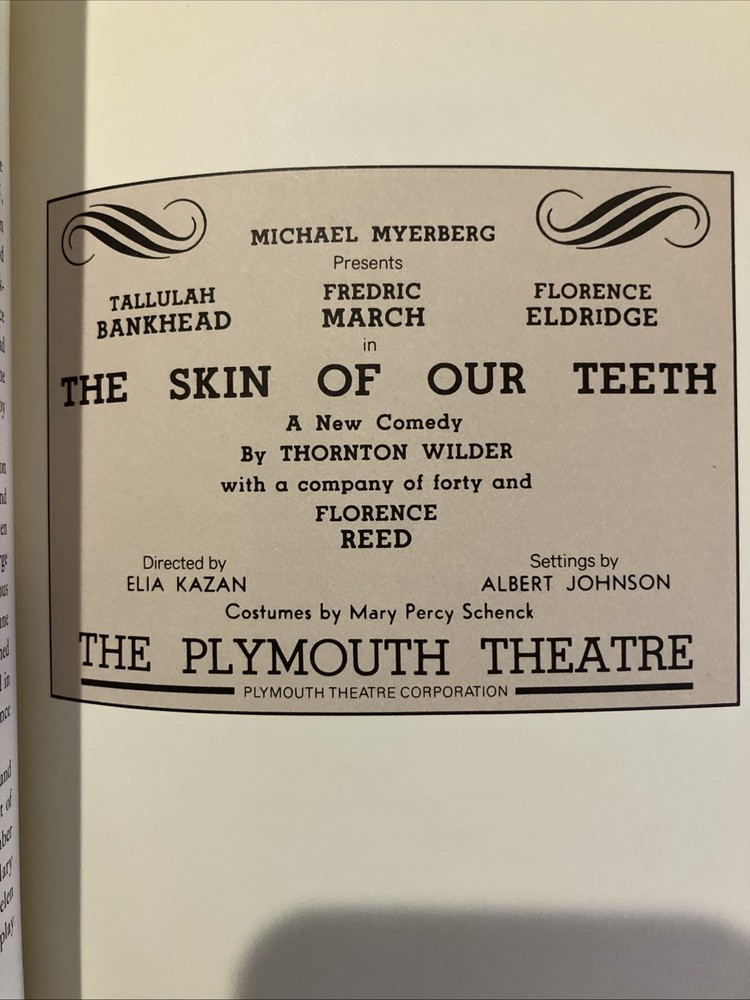 MICHAEL MYERBERG
Presents
TALLULAH BANKHEAD
FREDRIC MARCH
FLORENCE ELDRIDGE
in
THE SKIN OF OUR TEETH
A New Comedy
By THORNTON WILDER
with a company of forty and
FLORENCE
REED
Directed by
ELIA KAZAN
Settings by
ALBERT JOHNSON
Costumes by Mary Percy Schenck
THE PLYMOUTH THEATRE
PLYMOUTH THEATRE CORPORATION